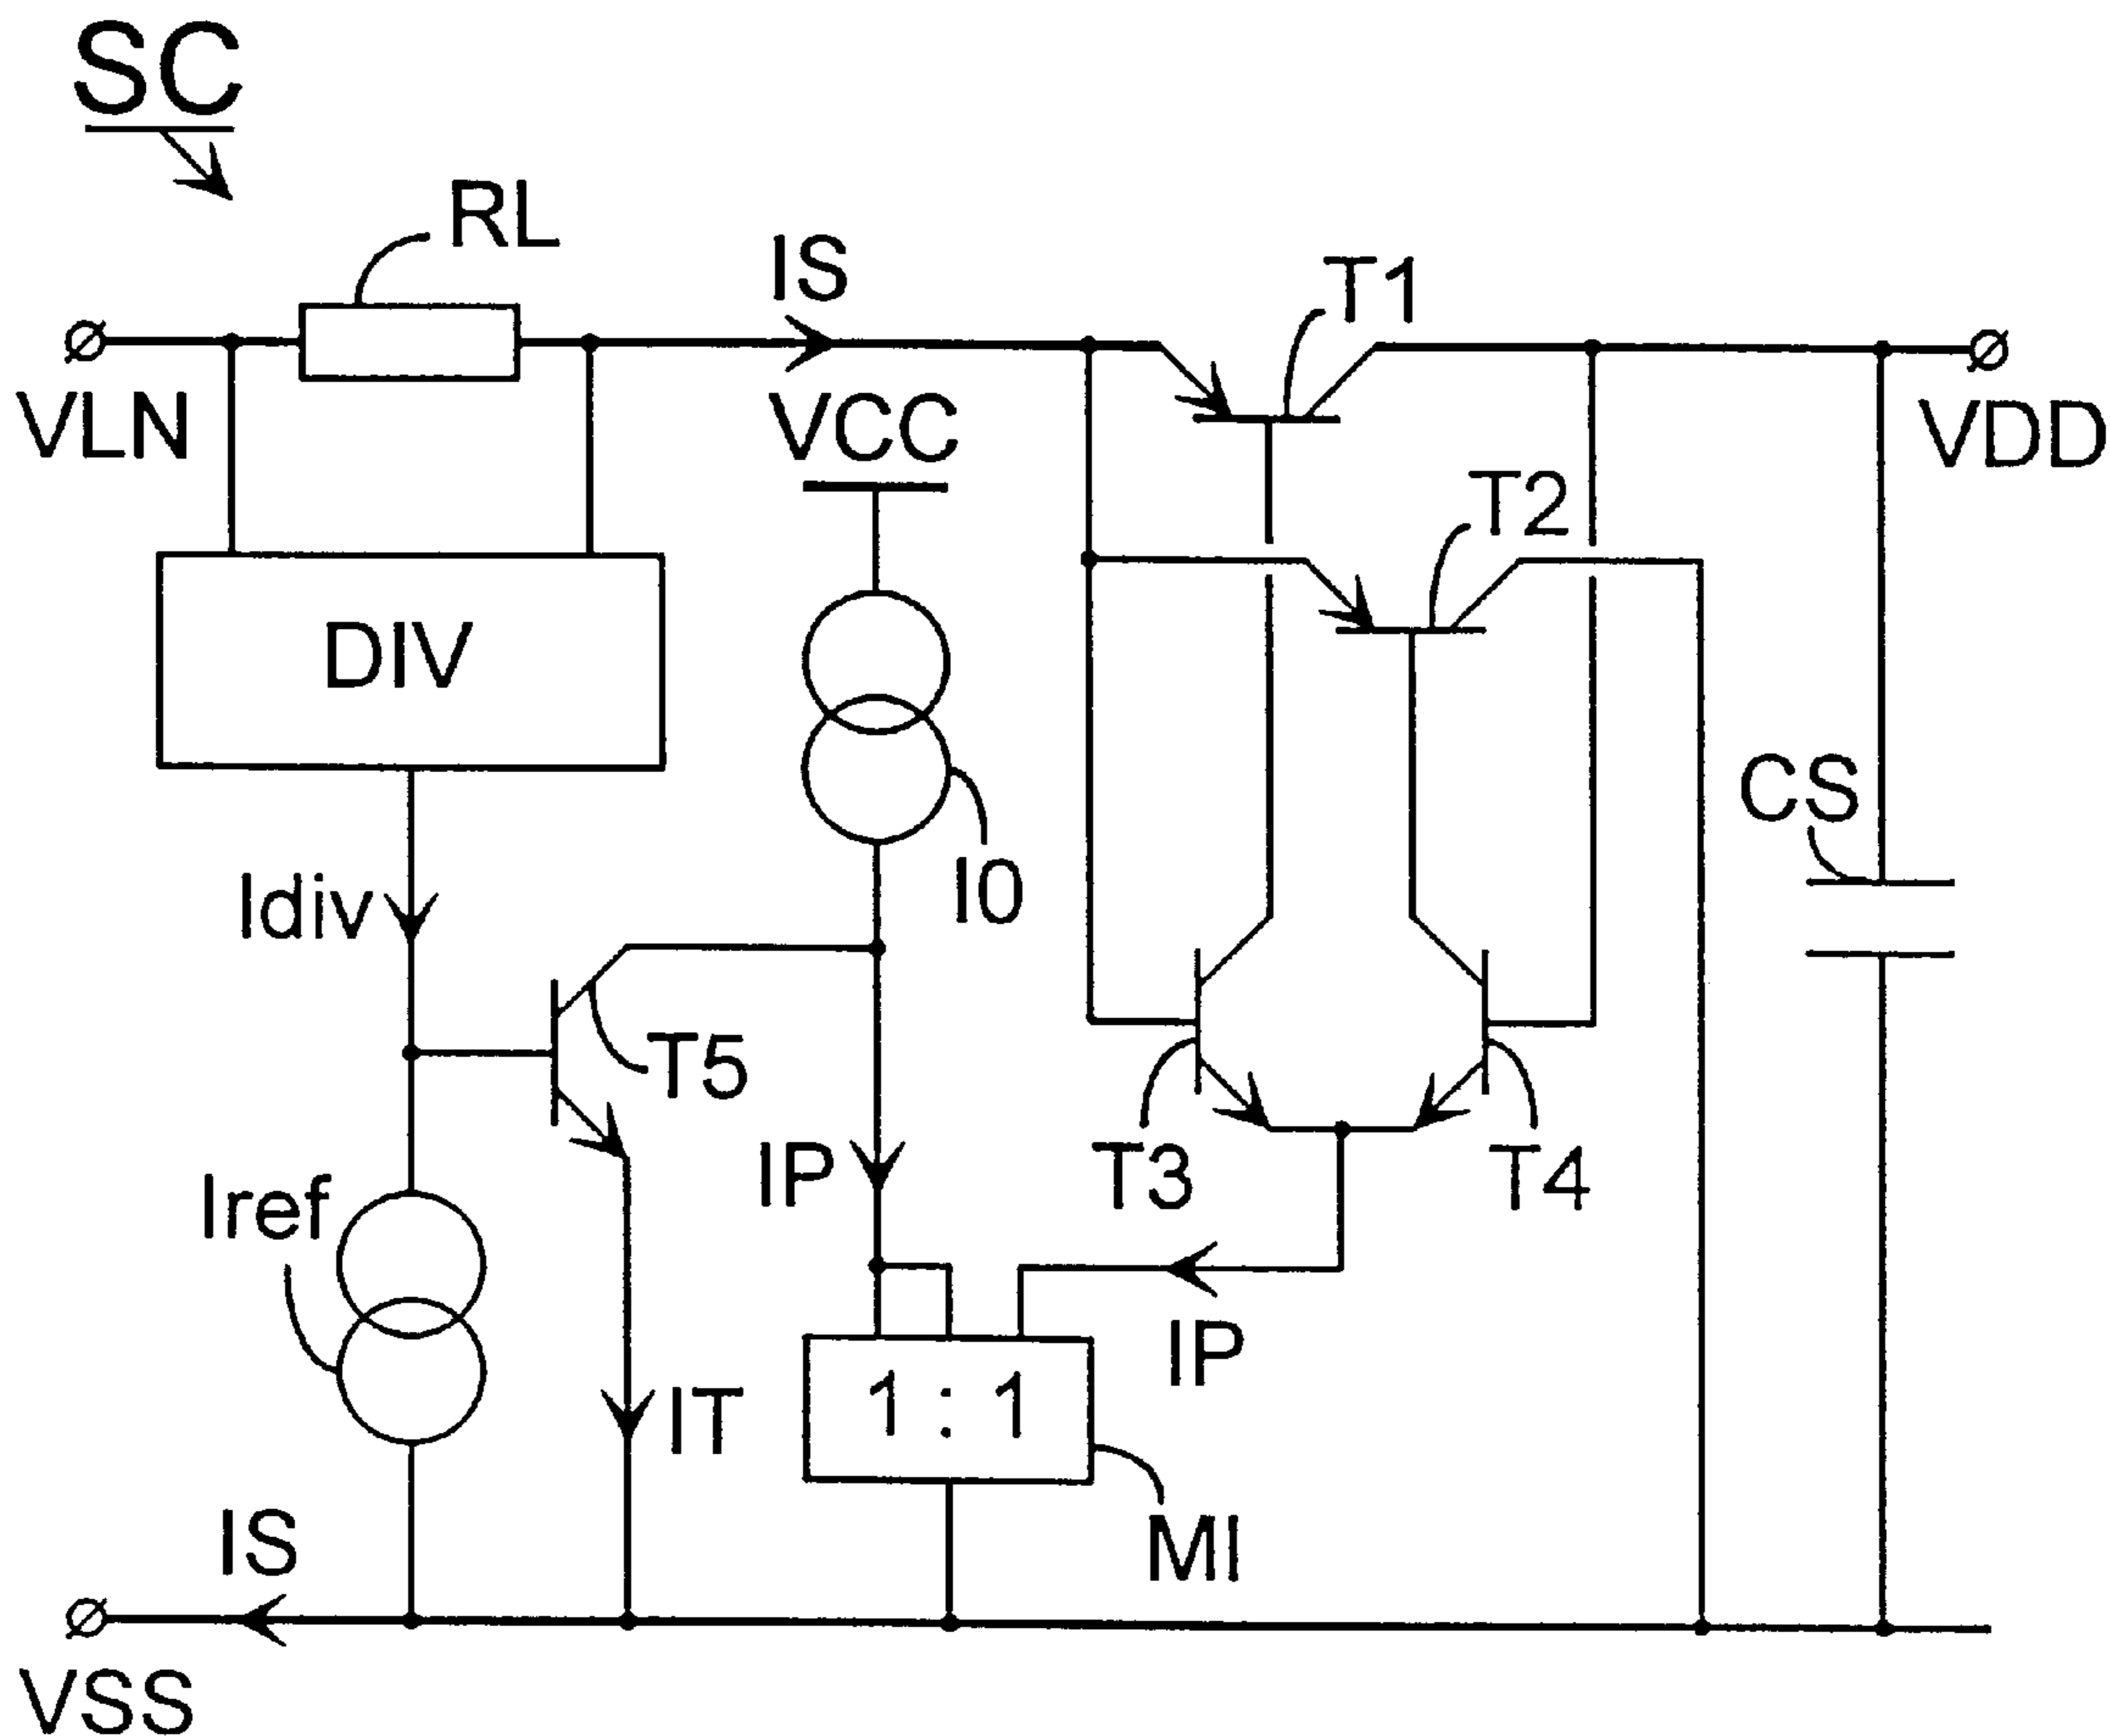 SC
RL
IS
T1
VLN
VCC
VDD
T2
DIV
CS
Idiv
I0
T5
IP
T3
T4
Iref
IP
1 : 1
IT
IS
MI
VSS